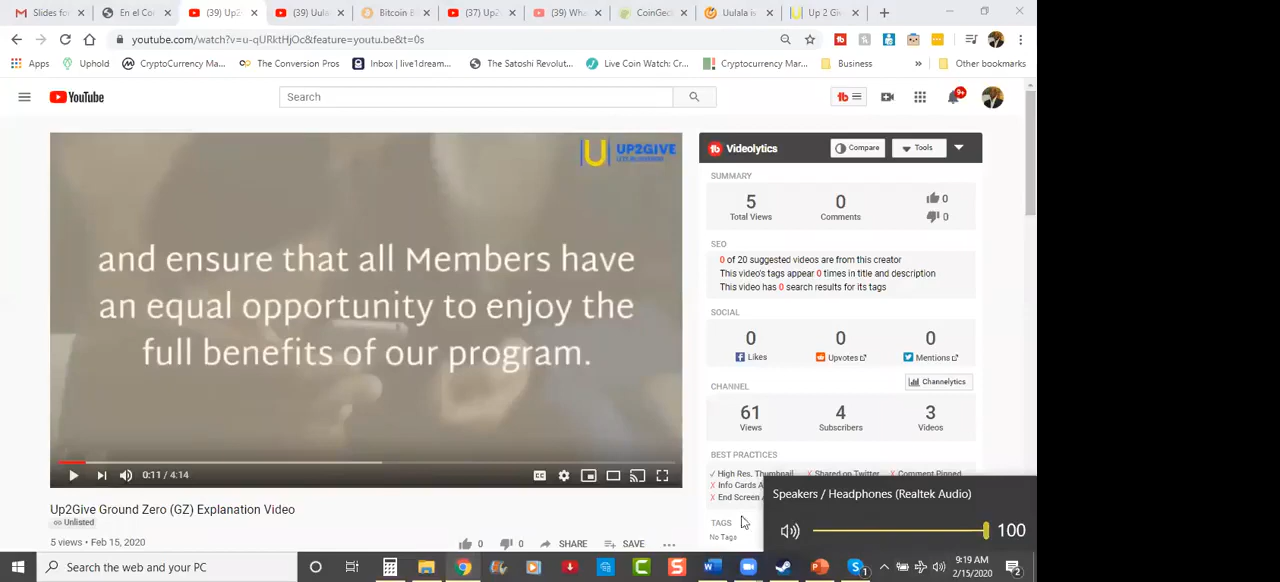 Slides for
En el Co
(39) Up2
(39) Uula
Bitcoin B
(37) Up2
(39) Wha
CoinGec
Uulala is
Up 2 Give
youtube.com/watch?v=u-qURktHjOc&feature=youtu.be&t=0s
Apps
Uphold
CryptoCurrency Ma...
The Conversion Pros
Inbox | live1dream...
The Satoshi Revolut...
Live Coin Watch: Cr...
Cryptocurrency Mar...
Business
»
Other bookmarks
YouTube
Search
9+
UP2GIVE
and ensure that all Members have
an equal opportunity to enjoy the
full benefits of our program.
0:11 / 4:14
Up2Give Ground Zero (GZ) Explanation Video
Unlisted
5 views • Feb 15, 2020
0
0
SHARE
SAVE
Videolytics
Compare
Tools
SUMMARY
5
Total Views
0
Comments
0
0
SEO
0 of 20 suggested videos are from this creator
This video's tags appear 0 times in title and description
This video has 0 search results for its tags
SOCIAL
0
Likes
0
Upvotes
0
Mentions
CHANNEL
Channelytics
61
Views
4
Subscribers
3
Videos
BEST PRACTICES
✓ High Res. Thumbnail
X Shared on Twitter
X Comment Pinned
X Info Cards A
X End Screen
TAGS
No Tags
Speakers / Headphones (Realtek Audio)
100
Search the web and your PC
9:19 AM
2/15/2020